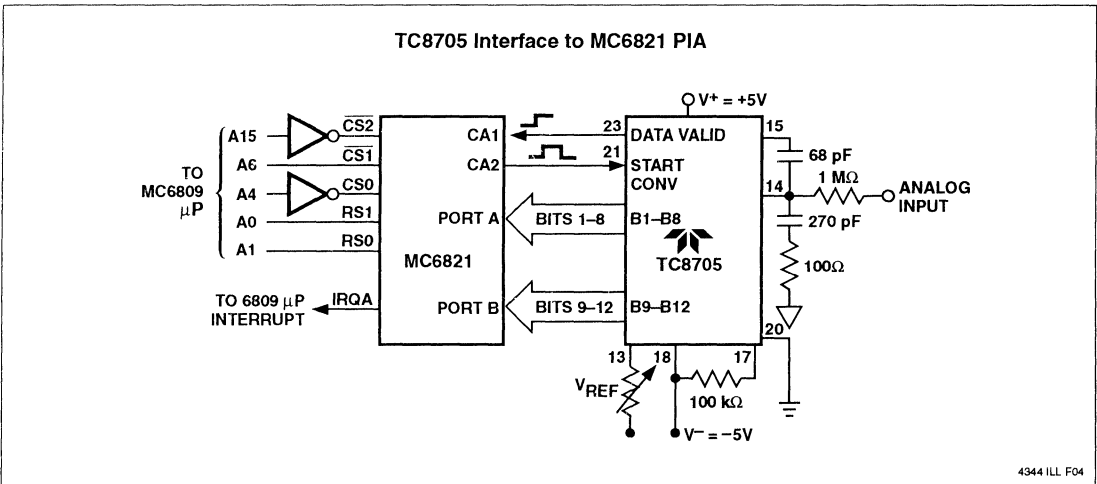 TC8705 Interface to MC6821 PIA
V+ = +5V
TO
MC6809
µP
A15
A6
A4
A0
A1
CS2
CS1
CS0
RS1
RS0
TO 6809 µP
INTERRUPT
IRQA
CA1
CA2
PORT A
MC6821
PORT B
23
21
BITS 1–8
BITS 9–12
DATA VALID
START
CONV
B1–B8
TC8705
B9–B12
15
68 pF
1 MΩ
14
ANALOG
INPUT
270 pF
100Ω
20
13
18
17
VREF
100 kΩ
V– = –5V
4344 ILL F04